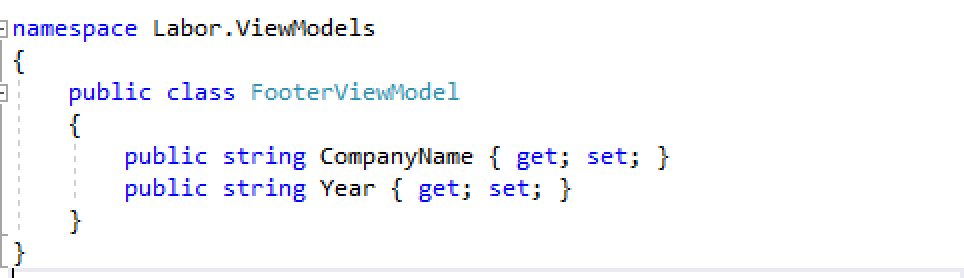 namespace Labor.ViewModels
{
    public class FooterViewModel
    {
        public string CompanyName { get; set; }
        public string Year { get; set; }
    }
}